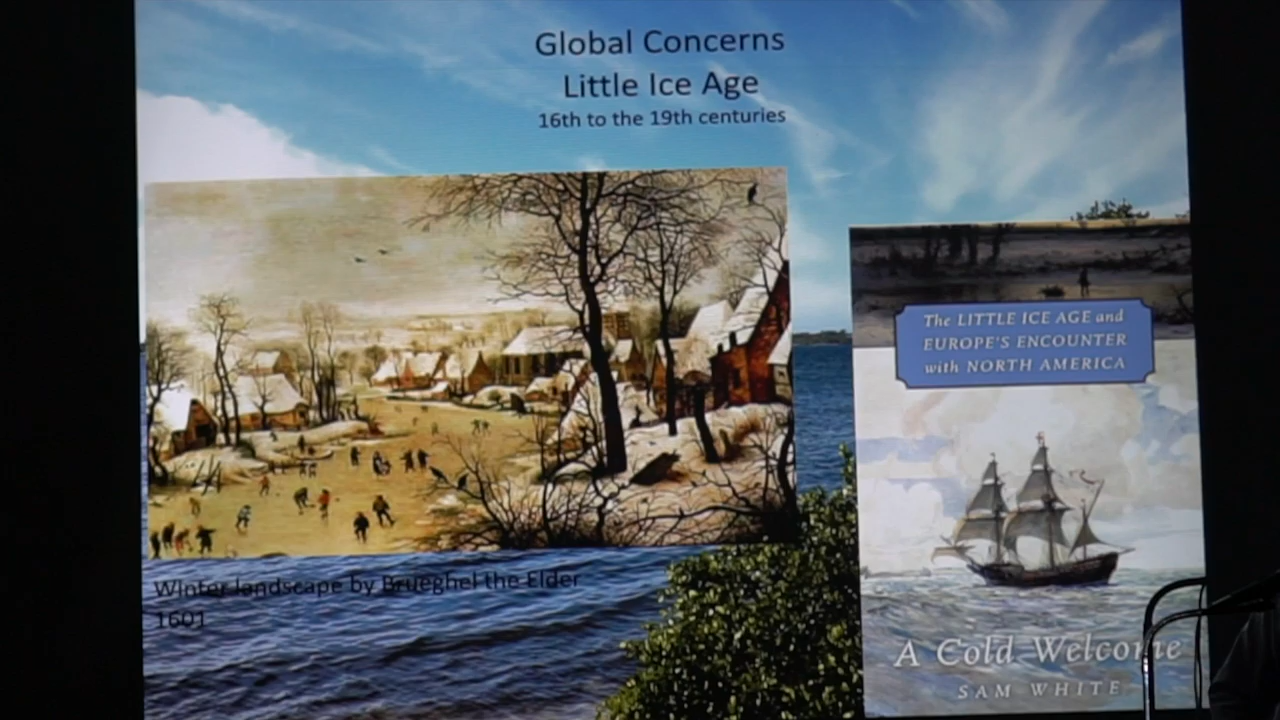 Global Concerns
Little Ice Age
16th to the 19th centuries
The LITTLE ICE AGE and
EUROPE'S ENCOUNTER
with NORTH AMERICA
Winter landscape by Brueghel the Elder
1601
A Cold Welcome
SAM WHITE